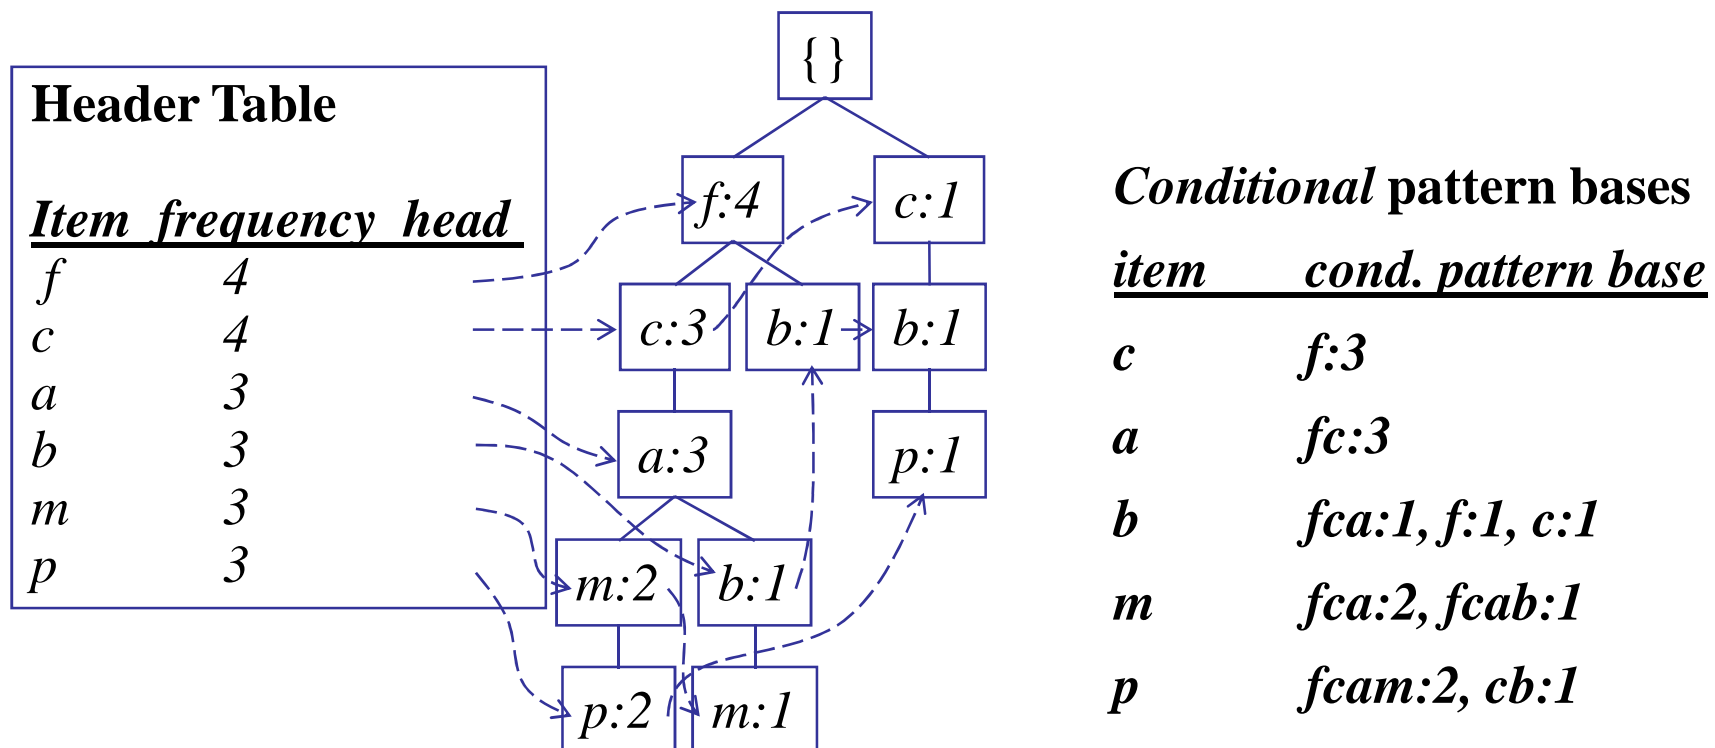 Header Table
Item frequency head
f 4
c 4
a 3
b 3
m 3
p 3
{}
f:4 c:1
c:3 b:1 b:1
a:3 p:1
m:2 b:1
p:2 m:1
Conditional pattern bases
item cond. pattern base
c f:3
a fc:3
b fca:1, f:1, c:1
m fca:2, fcab:1
p fcam:2, cb:1